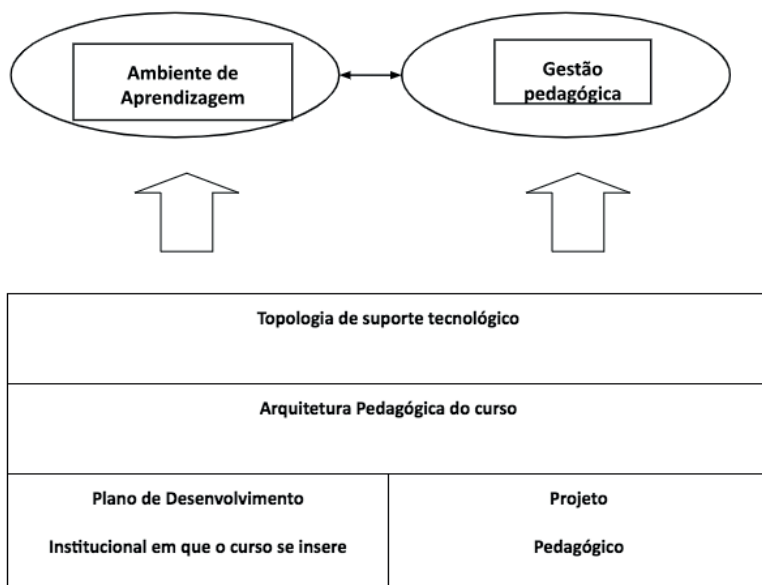 Ambiente de
Aprendizagem
Gestão
pedagógica
Topologia de suporte tecnológico
Arquitetura Pedagógica do curso
Plano de Desenvolvimento
Institucional em que o curso se insere
Projeto
Pedagógico